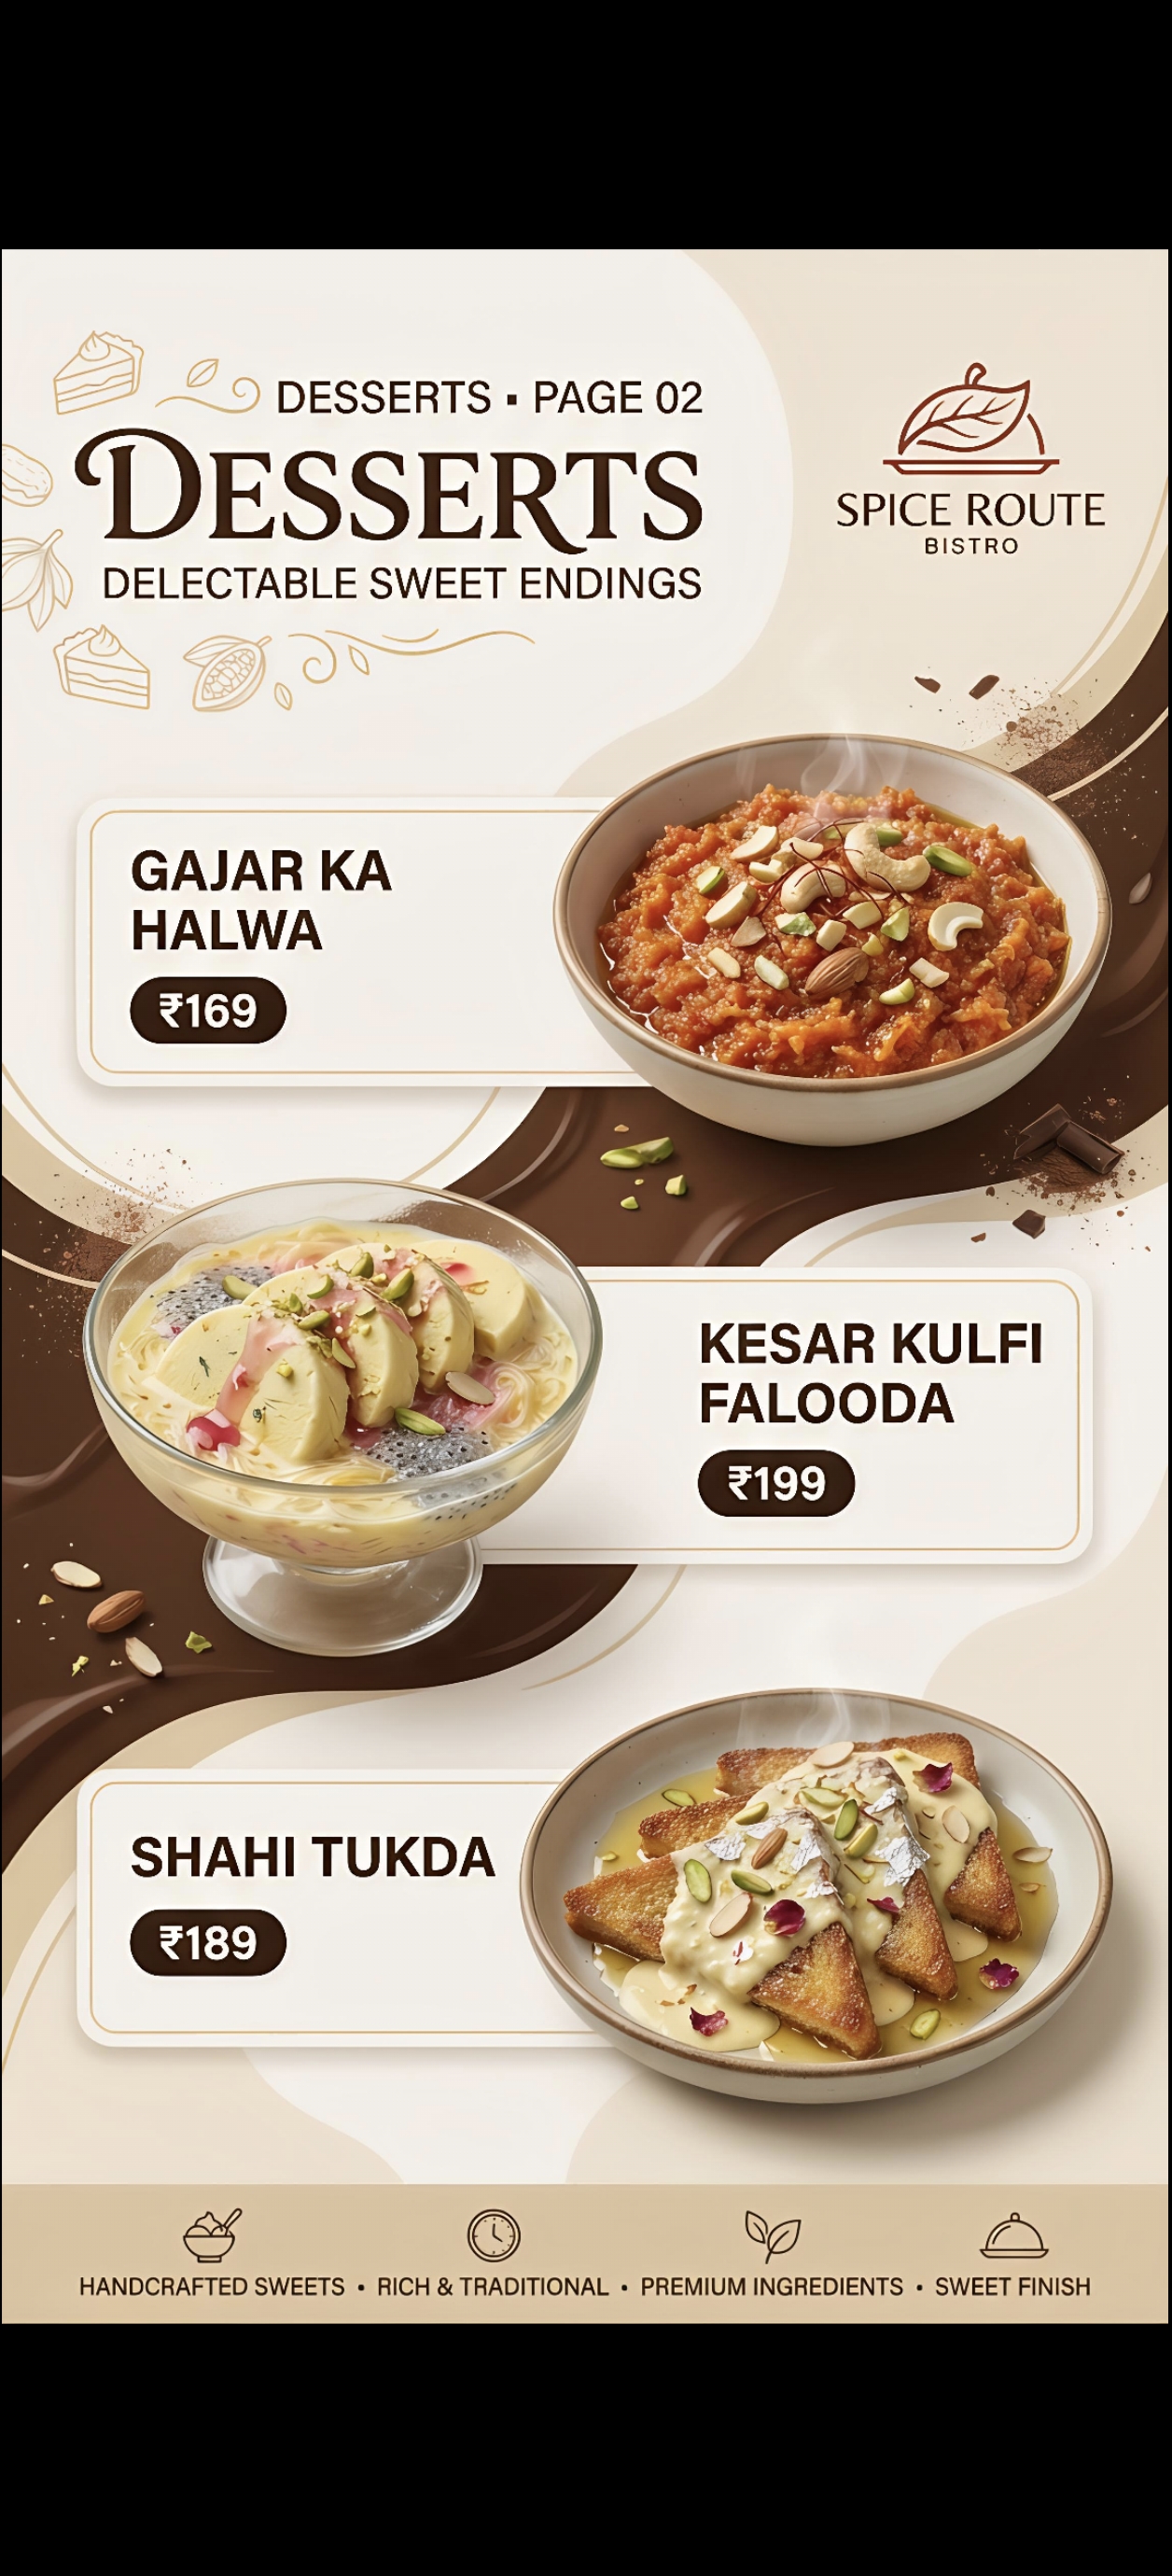 DESSERTS ▪ PAGE 02
DESSERTS
DELECTABLE SWEET ENDINGS
SPICE ROUTE
BISTRO
GAJAR KA
HALWA
₹169
KESAR KULFI
FALOODA
₹199
SHAHI TUKDA
₹189
HANDCRAFTED SWEETS • RICH & TRADITIONAL • PREMIUM INGREDIENTS • SWEET FINISH